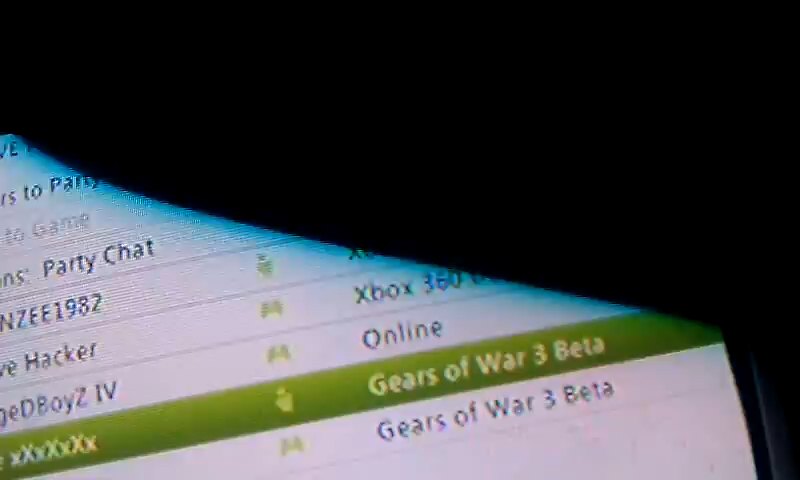 VE
rs to Party
to Game
ons: Party Chat
NZEE1982
Xbox 360
ve Hacker
Online
geDBoyZ IV
Gears of War 3 Beta
xXxXxXx
Gears of War 3 Beta